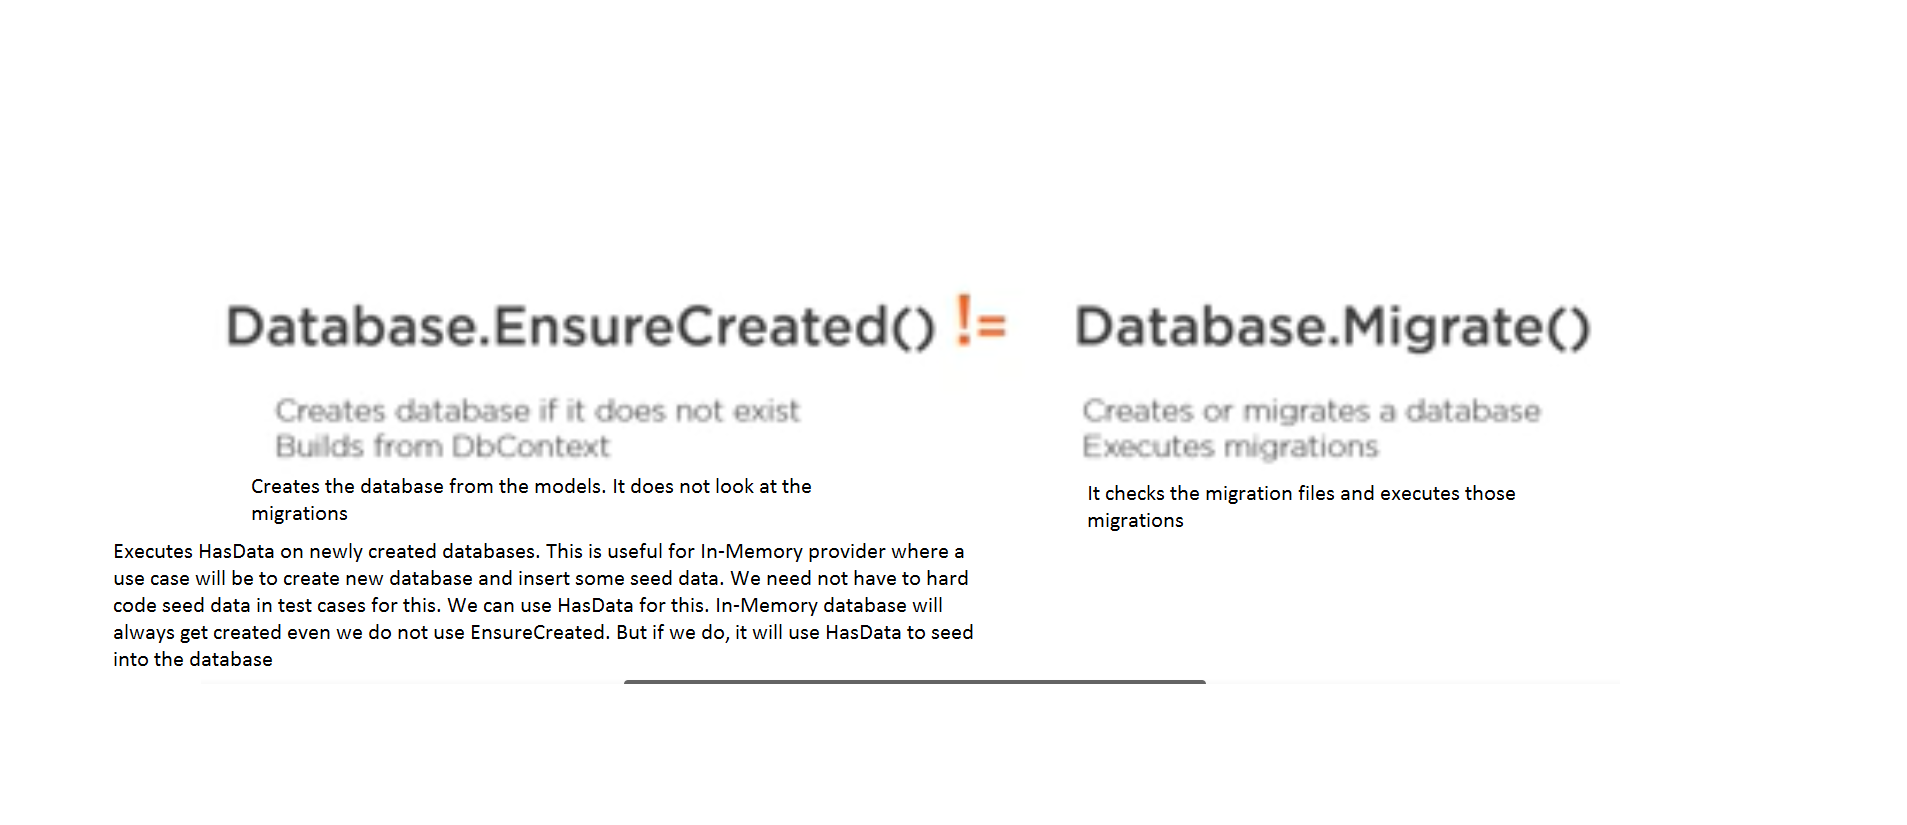 Database.EnsureCreated() != Database.Migrate()
Creates database if it does not exist
Builds from DbContext
Creates the database from the models. It does not look at the
migrations
Executes HasData on newly created databases. This is useful for In-Memory provider where a
use case will be to create new database and insert some seed data. We need not have to hard
code seed data in test cases for this. We can use HasData for this. In-Memory database will
always get created even we do not use EnsureCreated. But if we do, it will use HasData to seed
into the database
Creates or migrates a database
Executes migrations
It checks the migration files and executes those
migrations